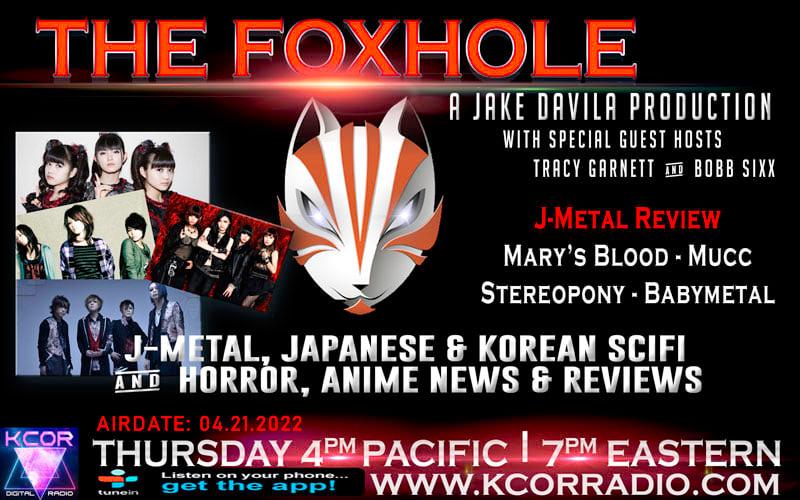 THE FOXHOLE
A JAKE DAVILA PRODUCTION
WITH SPECIAL GUEST HOSTS
TRACY GARNETT AND BOBB SIXX
J-METAL REVIEW
MARY'S BLOOD - MUCC
STEREOPONY - BABYMETAL
J-METAL, JAPANESE & KOREAN SCIFI
AND HORROR, ANIME NEWS & REVIEWS
AIRDATE: 04.21.2022
THURSDAY 4PM PACIFIC | 7PM EASTERN
KCOR
DIGITAL RADIO
tunein
Listen on your phone...
get the app!
WWW.KCORRADIO.COM